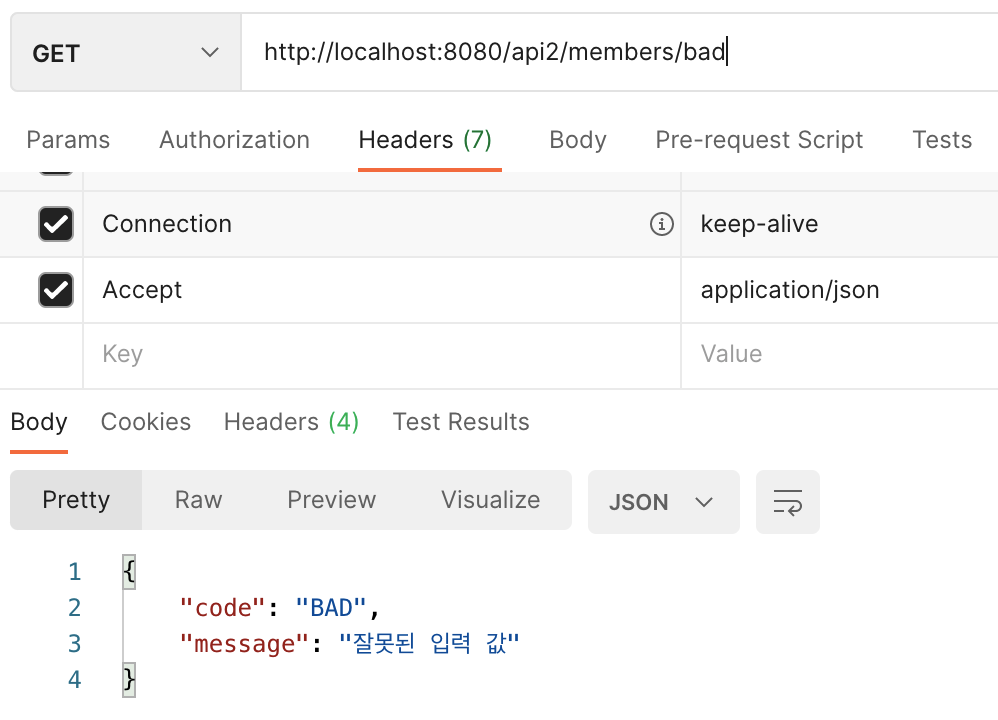 GET http://localhost:8080/api2/members/bad
Params Authorization Headers (7) Body Pre-request Script Tests
Connection keep-alive
Accept application/json
Key Value
Body Cookies Headers (4) Test Results
Pretty Raw Preview Visualize JSON
1 {
2 "code": "BAD",
3 "message": "잘못된 입력 값"
4 }